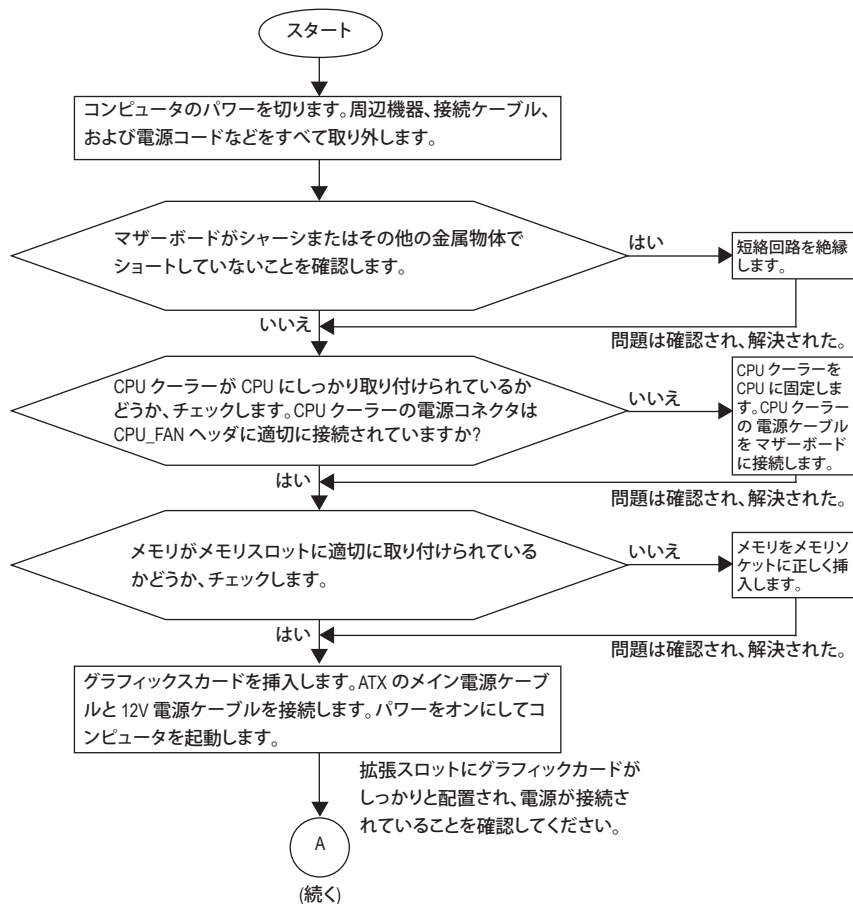 スタート
コンピュータのパワーを切ります。周辺機器、接続ケーブル、
および電源コードなどをすべて取り外します。
マザーボードがシャーシまたはその他の金属物体で
ショートしていないことを確認します。
はい
短絡回路を絶縁
します。
いいえ
問題は確認され、解決された。
CPU クーラーが CPU にしっかり取り付けられているか
どうか、チェックします。CPU クーラーの電源コネクタは
CPU_FAN ヘッダに適切に接続されていますか?
いいえ
CPU クーラーを
CPU に固定しま
す。CPU クーラー
の 電源ケーブル
を マザーボード
に接続します。
はい
問題は確認され、解決された。
メモリがメモリスロットに適切に取り付けられている
かどうか、チェックします。
いいえ
メモリをメモリソ
ケットに正しく挿
入します。
はい
問題は確認され、解決された。
グラフィックスカードを挿入します。ATX のメイン電源ケーブ
ルと 12V 電源ケーブルを接続します。パワーをオンにしてコ
ンピュータを起動します。
拡張スロットにグラフィックカードが
しっかりと配置され、電源が接続さ
れていることを確認してください。
A
(続く)